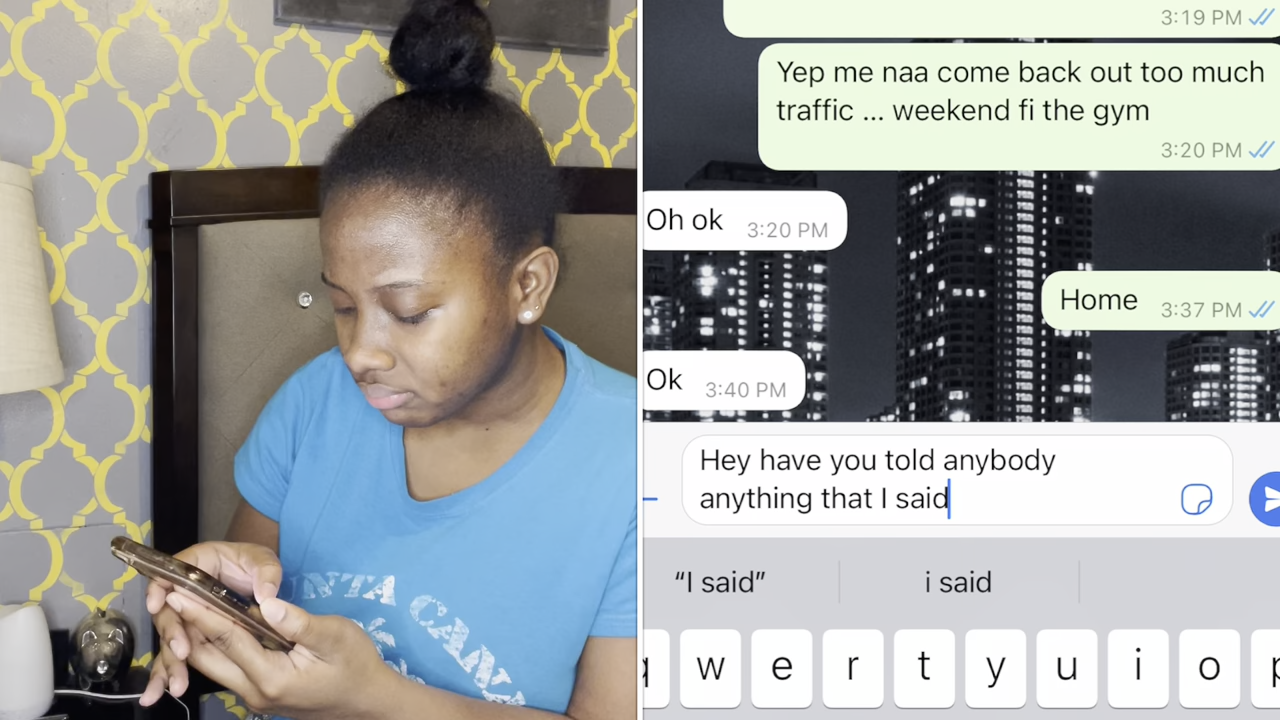 3:19 PM
Yep me naa come back out too much
traffic ... weekend fi the gym
3:20 PM
Oh ok 3:20 PM
Home 3:37 PM
Ok 3:40 PM
Hey have you told anybody
anything that I said
“I said” i said
q w e r t y u i o p
UNTA CANA